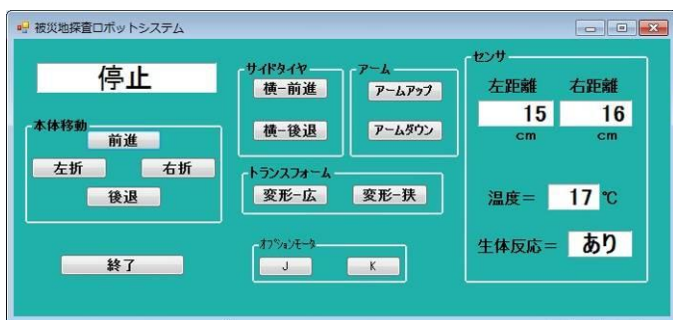 被災地探査ロボットシステム
停止
本体移動
前進
左折
右折
後退
終了
サイドタイヤ
横-前進
横-後退
アーム
アームアップ
アームダウン
トランスフォーム
変形-広
変形-狭
オプションモータ
J
K
センサ
左距離 右距離
15 16
cm cm
温度= 17 ℃
生体反応= あり